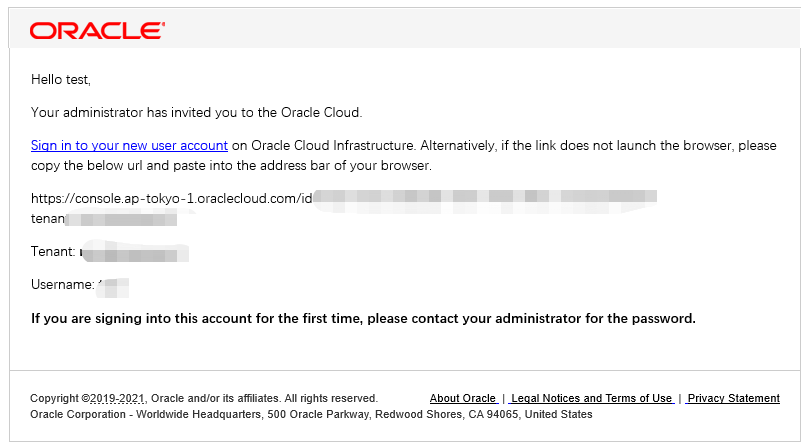 ORACLE
Hello test,
Your administrator has invited you to the Oracle Cloud.
Sign in to your new user account on Oracle Cloud Infrastructure. Alternatively, if the link does not launch the browser, please
copy the below url and paste into the address bar of your browser.
https://console.ap-tokyo-1.oraclecloud.com/id
tenan
Tenant:
Username:
If you are signing into this account for the first time, please contact your administrator for the password.
Copyright ©2019-2021, Oracle and/or its affiliates. All rights reserved. About Oracle | Legal Notices and Terms of Use | Privacy Statement
Oracle Corporation - Worldwide Headquarters, 500 Oracle Parkway, Redwood Shores, CA 94065, United States